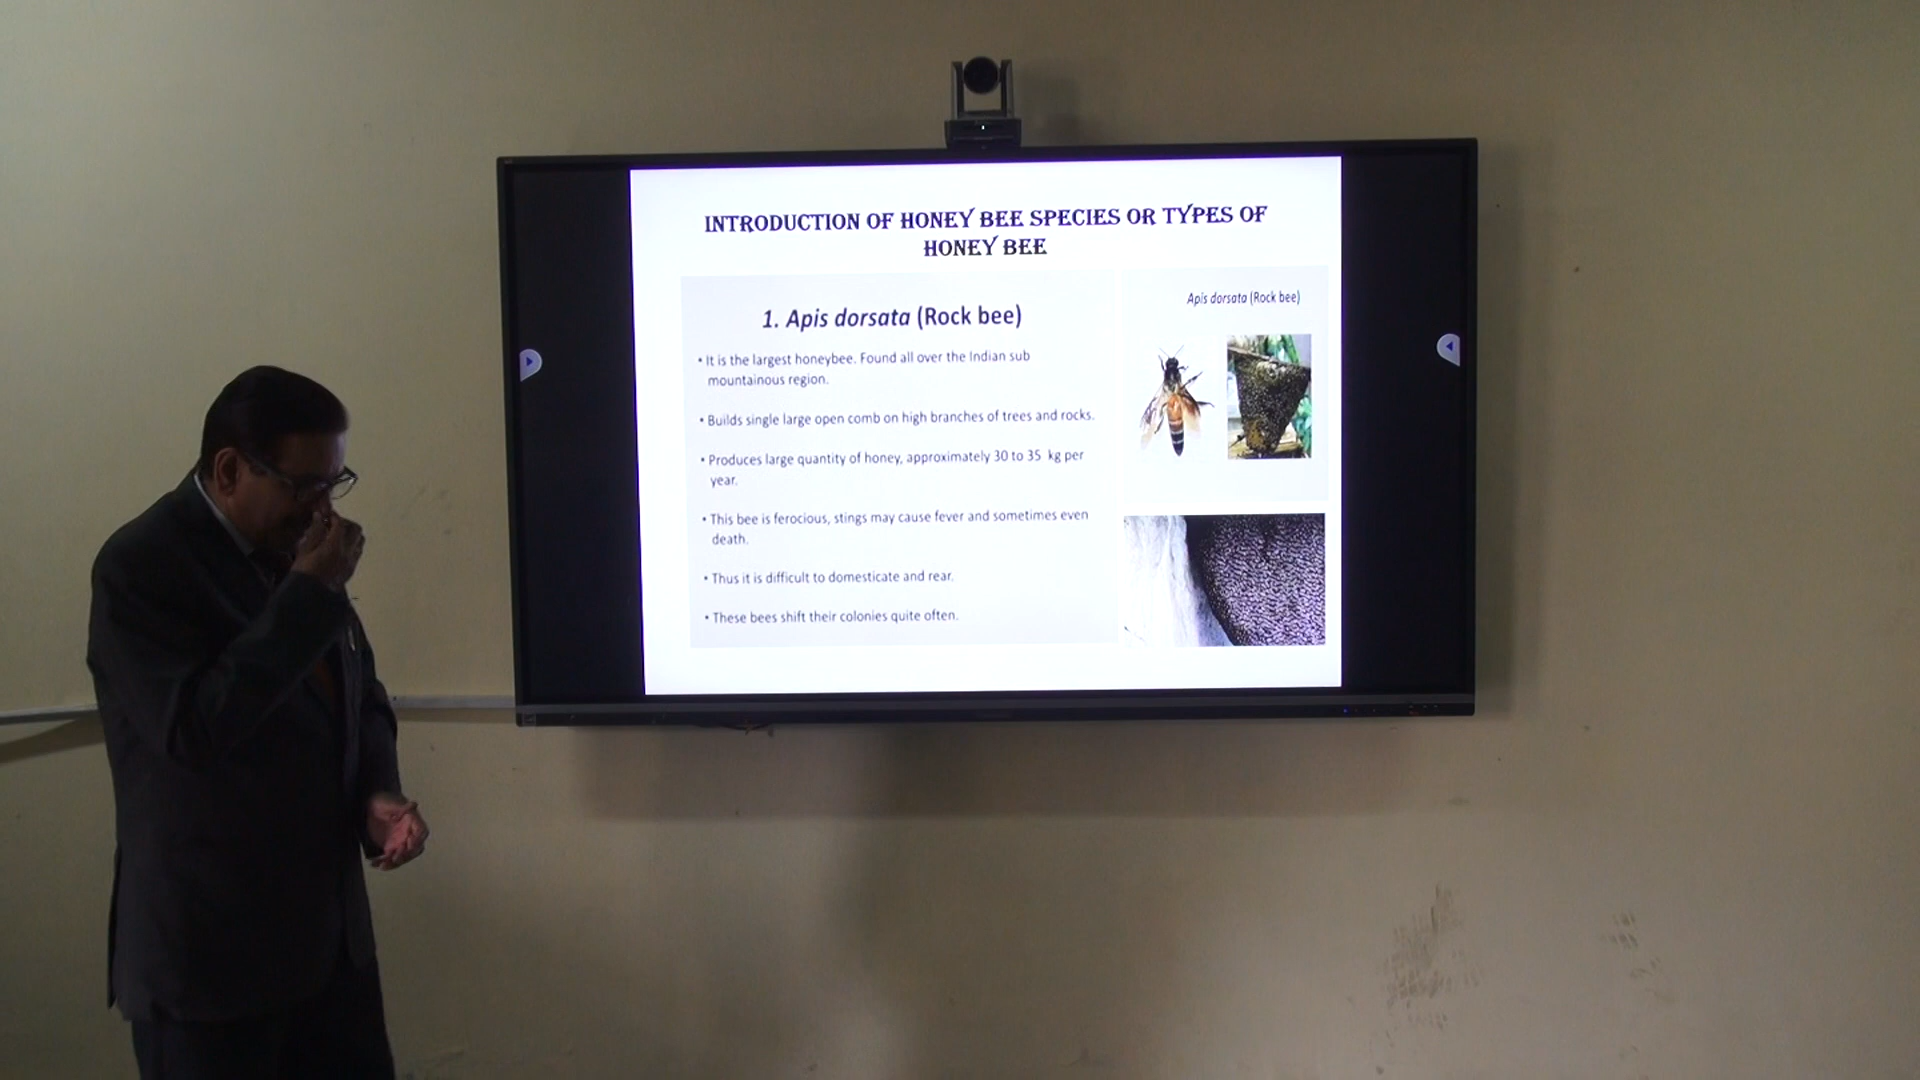 INTRODUCTION OF HONEY BEE SPECIES OR TYPES OF
HONEY BEE
1. Apis dorsata (Rock bee)
• It is the largest honeybee. Found all over the Indian sub
mountainous region.
• Builds single large open comb on high branches of trees and rocks.
• Produces large quantity of honey, approximately 30 to 35 kg per
year.
• This bee is ferocious, stings may cause fever and sometimes even
death.
• Thus it is difficult to domesticate and rear.
• These bees shift their colonies quite often.
Apis dorsata (Rock bee)